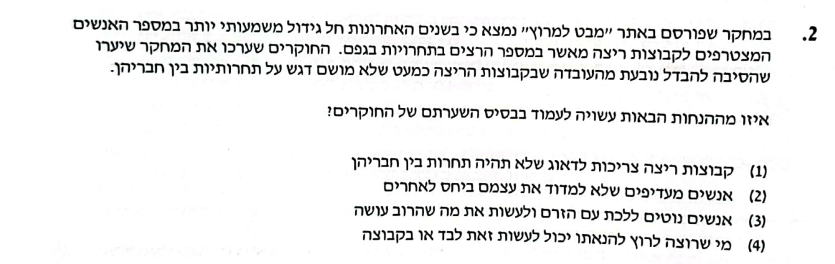 2. במחקר שפורסם באתר "מבט למרוץ" נמצא כי בשנים האחרונות חל גידול משמעותי יותר במספר האנשים
המצטרפים לקבוצות ריצה מאשר במספר הרצים בתחרויות בגפם. החוקרים שערכו את המחקר שיערו
שהסיבה להבדל נובעת מהעובדה שבקבוצות הריצה כמעט שלא מושם דגש על תחרותיות בין חבריהן.
איזו מההנחות הבאות עשויה לעמוד בבסיס השערתם של החוקרים?
(1) קבוצות ריצה צריכות לדאוג שלא תהיה תחרות בין חבריהן
(2) אנשים מעדיפים שלא למדוד את עצמם ביחס לאחרים
(3) אנשים נוטים ללכת עם הזרם ולעשות את מה שהרוב עושה
(4) מי שרוצה לרוץ להנאתו יכול לעשות זאת לבד או בקבוצה